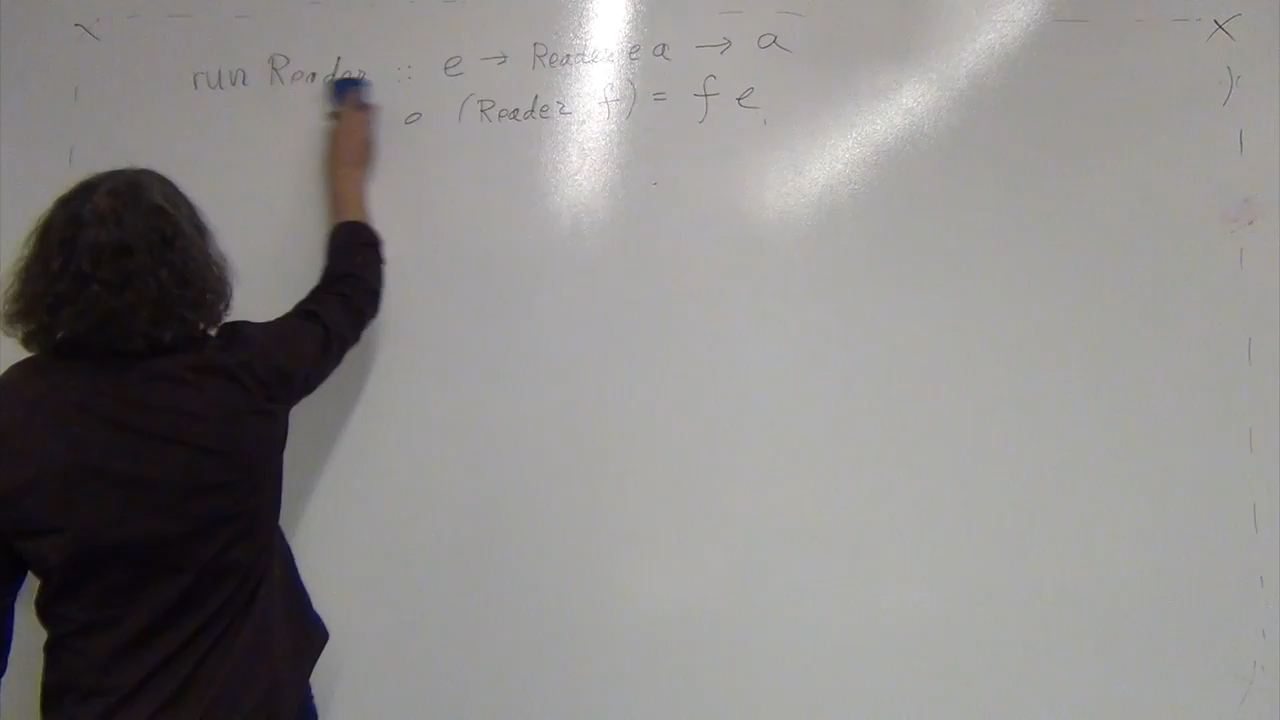 run Reader :: e → Reader e a → a
e (Reader f) = f e